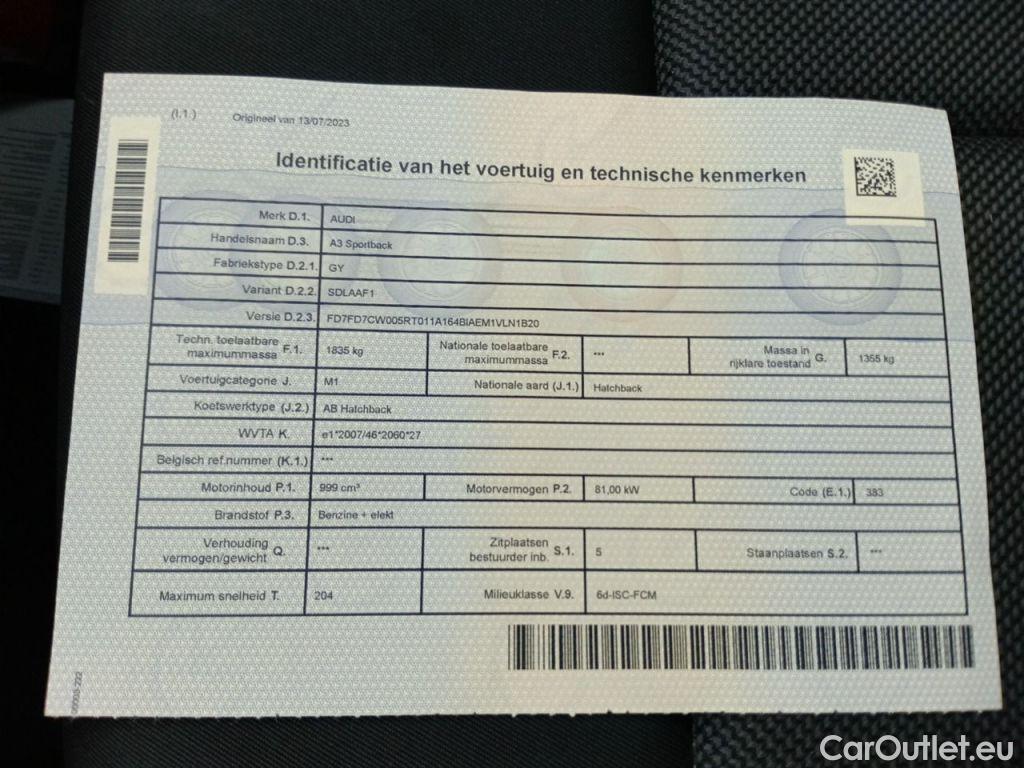 (I.1.) Origineel van 13/07/2023
Identificatie van het voertuig en technische kenmerken
Merk D.1. AUDI
Handelsnaam D.3. A3 Sportback
Fabriekstype D.2.1. GY
Variant D.2.2. SDLAAF1
Versie D.2.3. FD7FD7CW005RT011A164BIAEM1VLN1B20
Techn. toelaatbare maximummassa F.1. 1835 kg Nationale toelaatbare maximummassa F.2. *** Massa in rijklare toestand G. 1355 kg
Voertuigcategorie J. M1 Nationale aard (J.1.) Hatchback
Koetswerktype (J.2.) AB Hatchback
WVTA K. e1*2007/46*2060*27
Belgisch ref.nummer (K.1.) ***
Motorinhoud P.1. 999 cm³ Motorvermogen P.2. 81,00 kW Code (E.1.) 383
Brandstof P.3. Benzine + elekt
Verhouding vermogen/gewicht Q. *** Zitplaatsen bestuurder inb. S.1. 5 Staanplaatsen S.2. ***
Maximum snelheid T. 204 Milieuklasse V.9. 6d-ISC-FCM
CarOutlet.eu